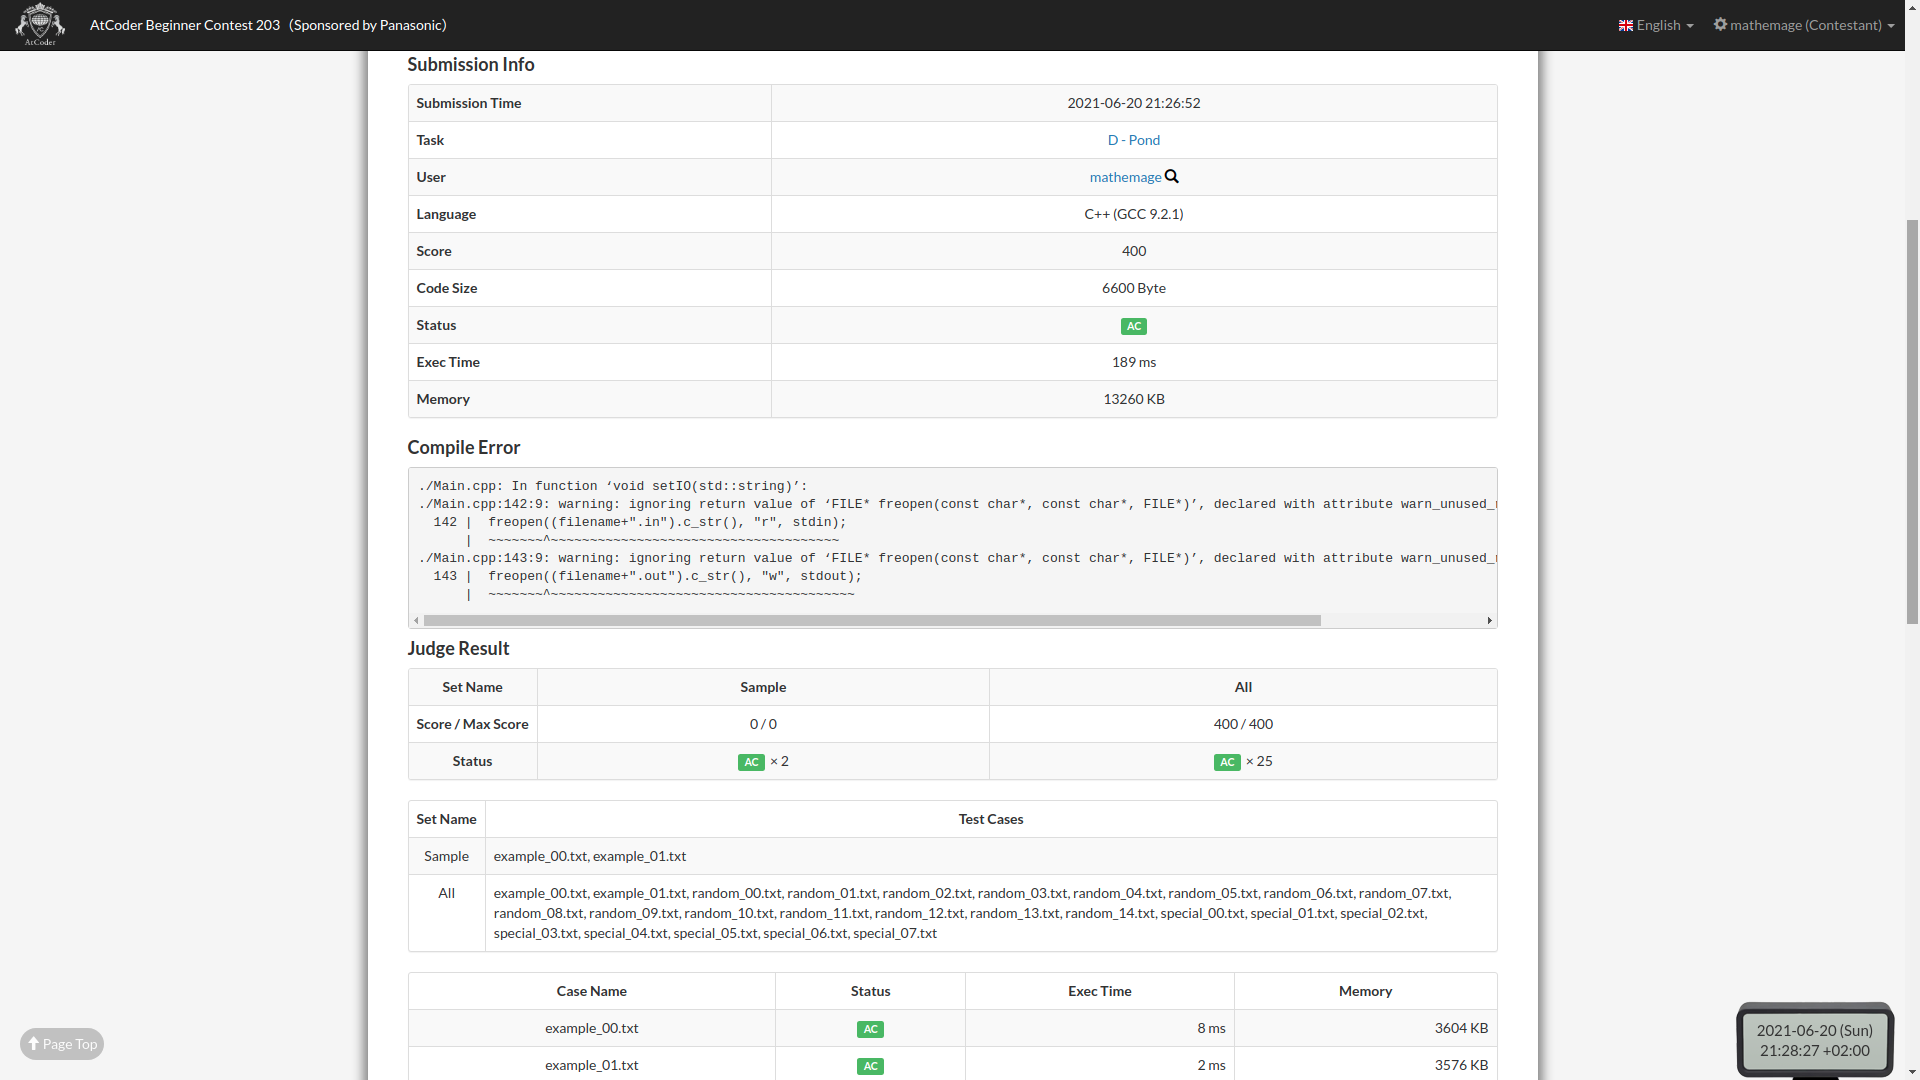 AtCoder Beginner Contest 203（Sponsored by Panasonic）
English
mathemage (Contestant)
AtCoder
Submission Info
Submission Time 2021-06-20 21:26:52
Task D - Pond
User mathemage
Language C++ (GCC 9.2.1)
Score 400
Code Size 6600 Byte
Status AC
Exec Time 189 ms
Memory 13260 KB
Compile Error
./Main.cpp: In function ‘void setIO(std::string)’:
./Main.cpp:142:9: warning: ignoring return value of ‘FILE* freopen(const char*, const char*, FILE*)’, declared with attribute warn_unused_
142 | freopen((filename+".in").c_str(), "r", stdin);
| ~~~~~~~^~~~~~~~~~~~~~~~~~~~~~~~~~~~~~~~~~~~~~
./Main.cpp:143:9: warning: ignoring return value of ‘FILE* freopen(const char*, const char*, FILE*)’, declared with attribute warn_unused_
143 | freopen((filename+".out").c_str(), "w", stdout);
| ~~~~~~~^~~~~~~~~~~~~~~~~~~~~~~~~~~~~~~~~~~~~~~~
Judge Result
Set Name Sample All
Score / Max Score 0 / 0 400 / 400
Status AC × 2 AC × 25
Set Name Test Cases
Sample example_00.txt, example_01.txt
All example_00.txt, example_01.txt, random_00.txt, random_01.txt, random_02.txt, random_03.txt, random_04.txt, random_05.txt, random_06.txt, random_07.txt,
random_08.txt, random_09.txt, random_10.txt, random_11.txt, random_12.txt, random_13.txt, random_14.txt, special_00.txt, special_01.txt, special_02.txt,
special_03.txt, special_04.txt, special_05.txt, special_06.txt, special_07.txt
Case Name Status Exec Time Memory
example_00.txt AC 8 ms 3604 KB
example_01.txt AC 2 ms 3576 KB
Page Top
2021-06-20 (Sun)
21:28:27 +02:00